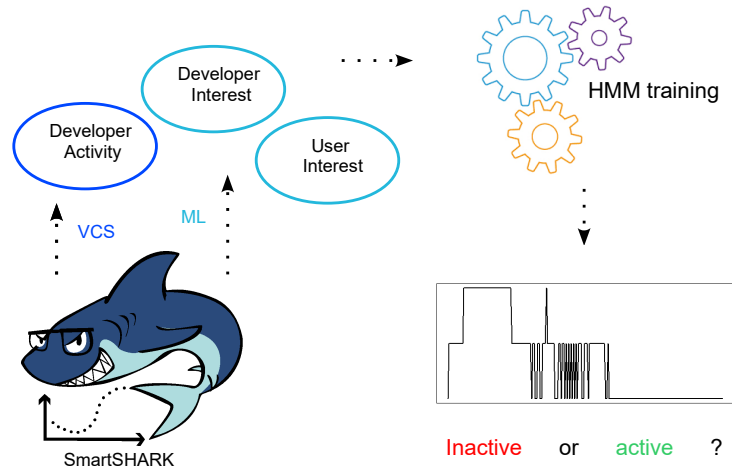 Developer
Interest
Developer
Activity
User
Interest
HMM training
VCS
ML
SmartSHARK
Inactive or active ?